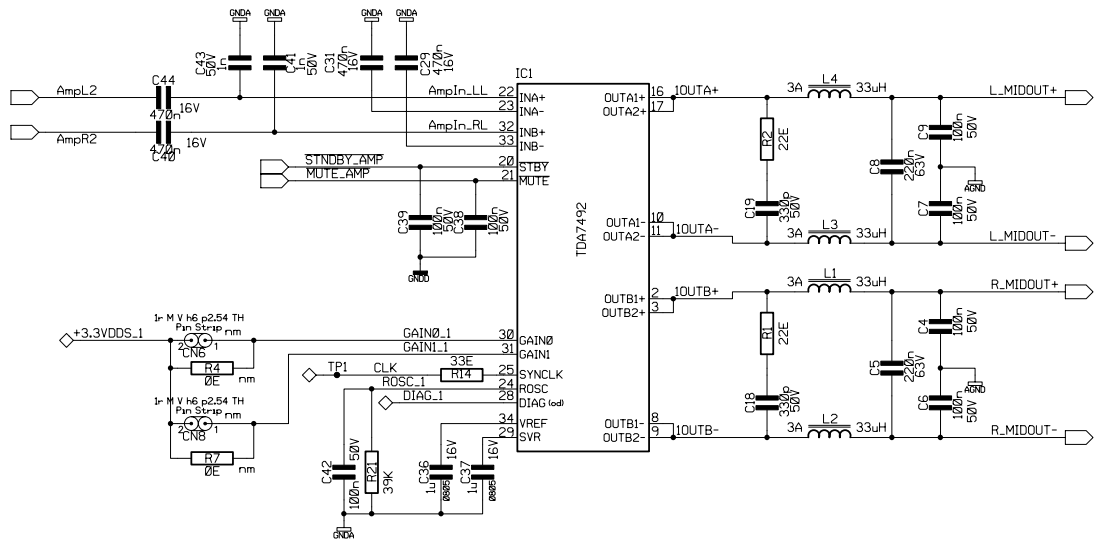 GNDA
GNDA
GNDA
GNDA
C43
50V
1n
C41
1n
50V
C31
470n
16V
C29
470n
16V
AmpL2
C44
16V
470n
AmpR2
470n
16V
C40
AmpIn_LL
AmpIn_RL
STNDBY_AMP
MUTE_AMP
C39
100n
50V
C38
100n
50V
GNDD
IC1
TDA7492
22
INA+
23
INA-
32
INB+
33
INB-
20
STBY
21
MUTE
30
GAIN0
31
GAIN1
25
SYNCLK
24
ROSC
28
DIAG (od)
34
VREF
29
SVR
16
OUTA1+
17
OUTA2+
10
OUTA1-
11
OUTA2-
2
OUTB1+
3
OUTB2+
8
OUTB1-
9
OUTB2-
1OUTA+
1OUTA-
1OUTB+
1OUTB-
R2
22E
C19
330p
50V
3A
L4
33uH
L_MIDOUT+
C8
220n
63V
C9
100n
50V
AGND
C7
100n
50V
3A
L3
33uH
L_MIDOUT-
3A
L1
33uH
R_MIDOUT+
R1
22E
C18
330p
50V
C5
220n
63V
C4
100n
50V
AGND
C6
100n
50V
3A
L2
33uH
R_MIDOUT-
+3.3VDDS_1
1r M V h6 p2.54 TH
Pin Strip
nm
2
1
CN6
R4
0E
nm
1r M V h6 p2.54 TH
Pin Strip
nm
2
1
CN8
R7
0E
nm
GAIN0_1
GAIN1_1
TP1
CLK
33E
R14
ROSC_1
DIAG_1
C42
50V
100n
R21
39K
C36
16V
1u
0805
C37
16V
1u
0805
GNDA